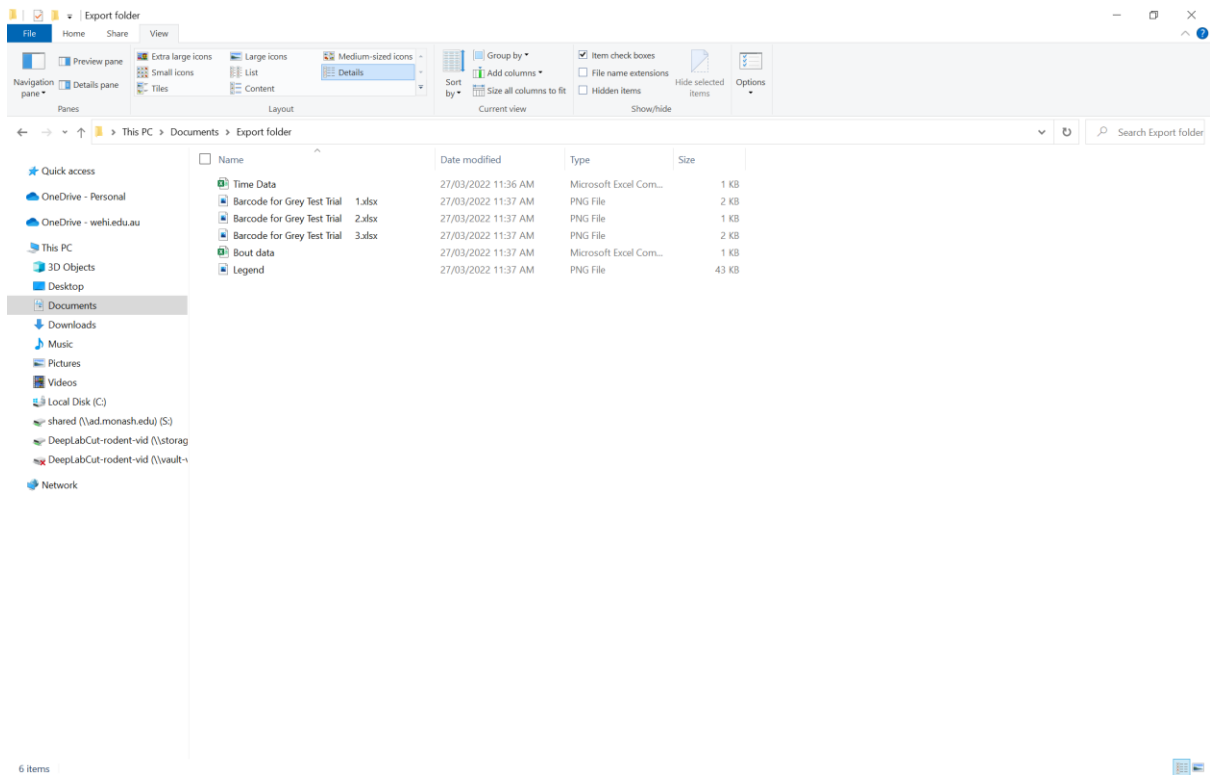 Export folder
File Home Share View
Navigation pane
Preview pane
Details pane
Panes
Extra large icons Large icons Medium-sized icons
Small icons List Details
Tiles Content
Layout
Sort by
Group by
Add columns
Size all columns to fit
Current view
Item check boxes
File name extensions
Hidden items
Hide selected items
Show/hide
Options
This PC > Documents > Export folder
Search Export folder
Quick access
OneDrive - Personal
OneDrive - wehi.edu.au
This PC
3D Objects
Desktop
Documents
Downloads
Music
Pictures
Videos
Local Disk (C:)
shared (\\ad.monash.edu) (S:)
DeepLabCut-rodent-vid (\\storag
DeepLabCut-rodent-vid (\\vault-v
Network
Name Date modified Type Size
Time Data 27/03/2022 11:36 AM Microsoft Excel Com... 1 KB
Barcode for Grey Test Trial 1.xlsx 27/03/2022 11:37 AM PNG File 2 KB
Barcode for Grey Test Trial 2.xlsx 27/03/2022 11:37 AM PNG File 1 KB
Barcode for Grey Test Trial 3.xlsx 27/03/2022 11:37 AM PNG File 2 KB
Bout data 27/03/2022 11:37 AM Microsoft Excel Com... 1 KB
Legend 27/03/2022 11:37 AM PNG File 43 KB
6 items